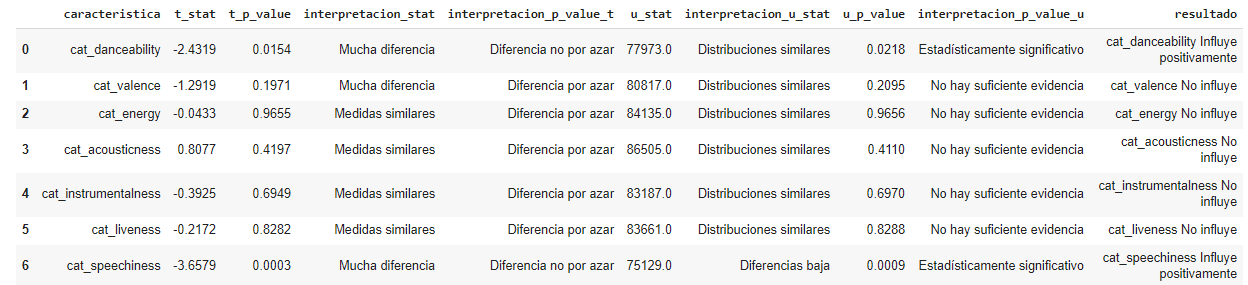 caracteristica t_stat t_p_value interpretacion_stat interpretacion_p_value_t u_stat interpretacion_u_stat u_p_value interpretacion_p_value_u resultado
0 cat_danceability -2.4319 0.0154 Mucha diferencia Diferencia no por azar 77973.0 Distribuciones similares 0.0218 Estadísticamente significativo cat_danceability Influye
positivamente
1 cat_valence -1.2919 0.1971 Mucha diferencia Diferencia por azar 80817.0 Distribuciones similares 0.2095 No hay suficiente evidencia cat_valence No influye
2 cat_energy -0.0433 0.9655 Medidas similares Diferencia por azar 84135.0 Distribuciones similares 0.9656 No hay suficiente evidencia cat_energy No influye
3 cat_acousticness 0.8077 0.4197 Medidas similares Diferencia por azar 86505.0 Distribuciones similares 0.4110 No hay suficiente evidencia cat_acousticness No
influye
4 cat_instrumentalness -0.3925 0.6949 Medidas similares Diferencia por azar 83187.0 Distribuciones similares 0.6970 No hay suficiente evidencia cat_instrumentalness No
influye
5 cat_liveness -0.2172 0.8282 Medidas similares Diferencia por azar 83661.0 Distribuciones similares 0.8288 No hay suficiente evidencia cat_liveness No influye
6 cat_speechiness -3.6579 0.0003 Mucha diferencia Diferencia no por azar 75129.0 Diferencias baja 0.0009 Estadísticamente significativo cat_speechiness Influye
positivamente